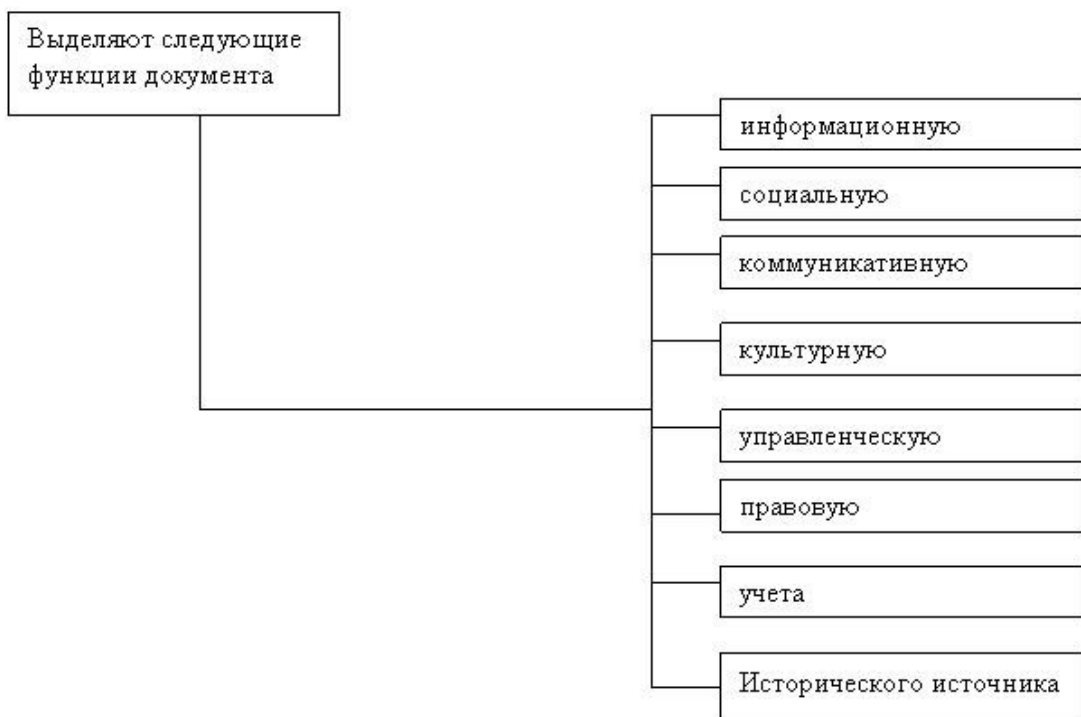 Выделяют следующие
функции документа
информационную
социальную
коммуникативную
культурную
управленческую
правовую
учета
Исторического источника